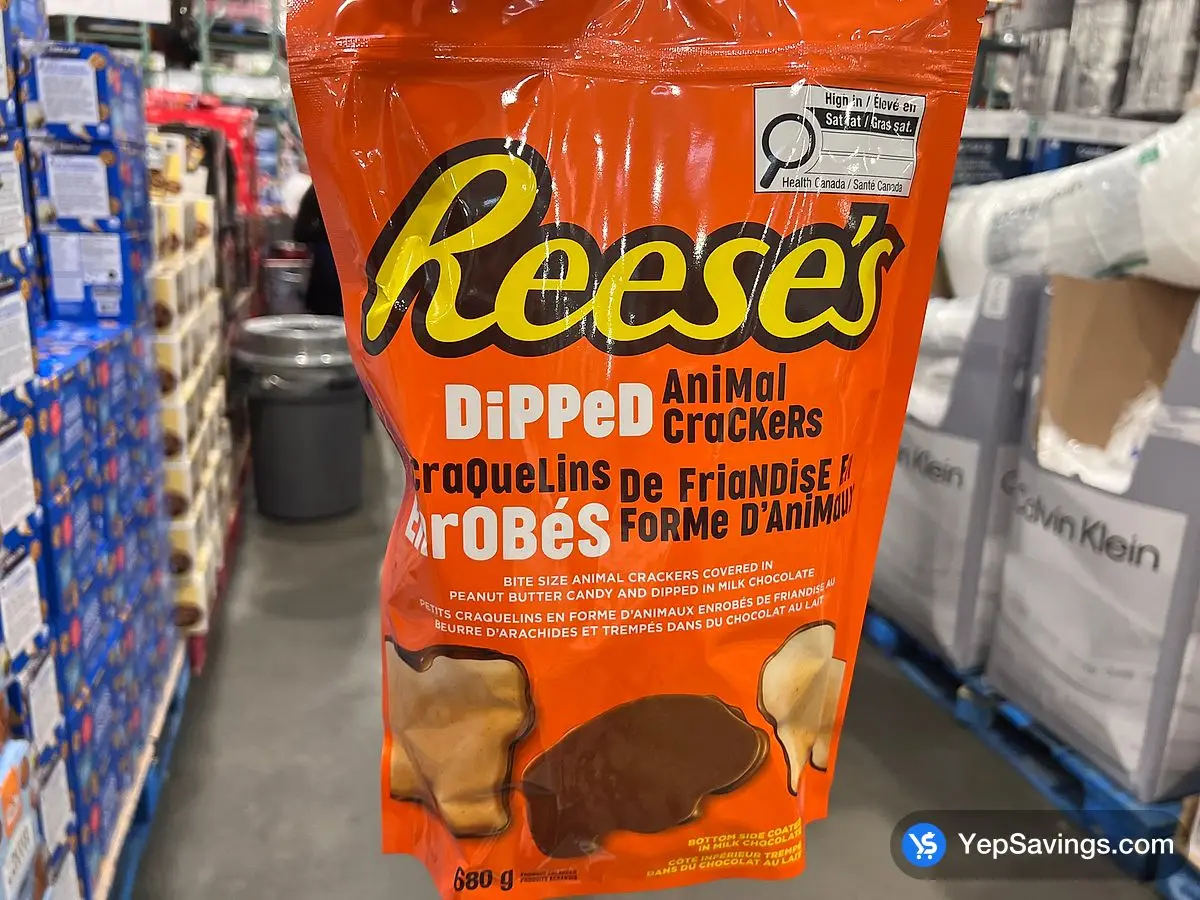 High in / Élevé en
Sat fat / Gras sat.
Health Canada / Santé Canada
Reese's
DiPPeD AniMal
CraCKeRs
CraQueLins De FrianDisE
EnROBéS FoRMe D'AniMaux
BITE SIZE ANIMAL CRACKERS COVERED IN
PEANUT BUTTER CANDY AND DIPPED IN MILK CHOCOLATE
PETITS CRAQUELINS EN FORME D'ANIMAUX ENROBÉS DE FRIANDISE AU
BEURRE D'ARACHIDES ET TREMPÉS DANS DU CHOCOLAT AU LAIT
BOTTOM SIDE COATED
IN MILK CHOCOLATE
CÔTÉ INFÉRIEUR TREMPÉ
DANS DU CHOCOLAT AU LAIT
680 g
Calvin Klein
Calvin Klein
YepSavings.com